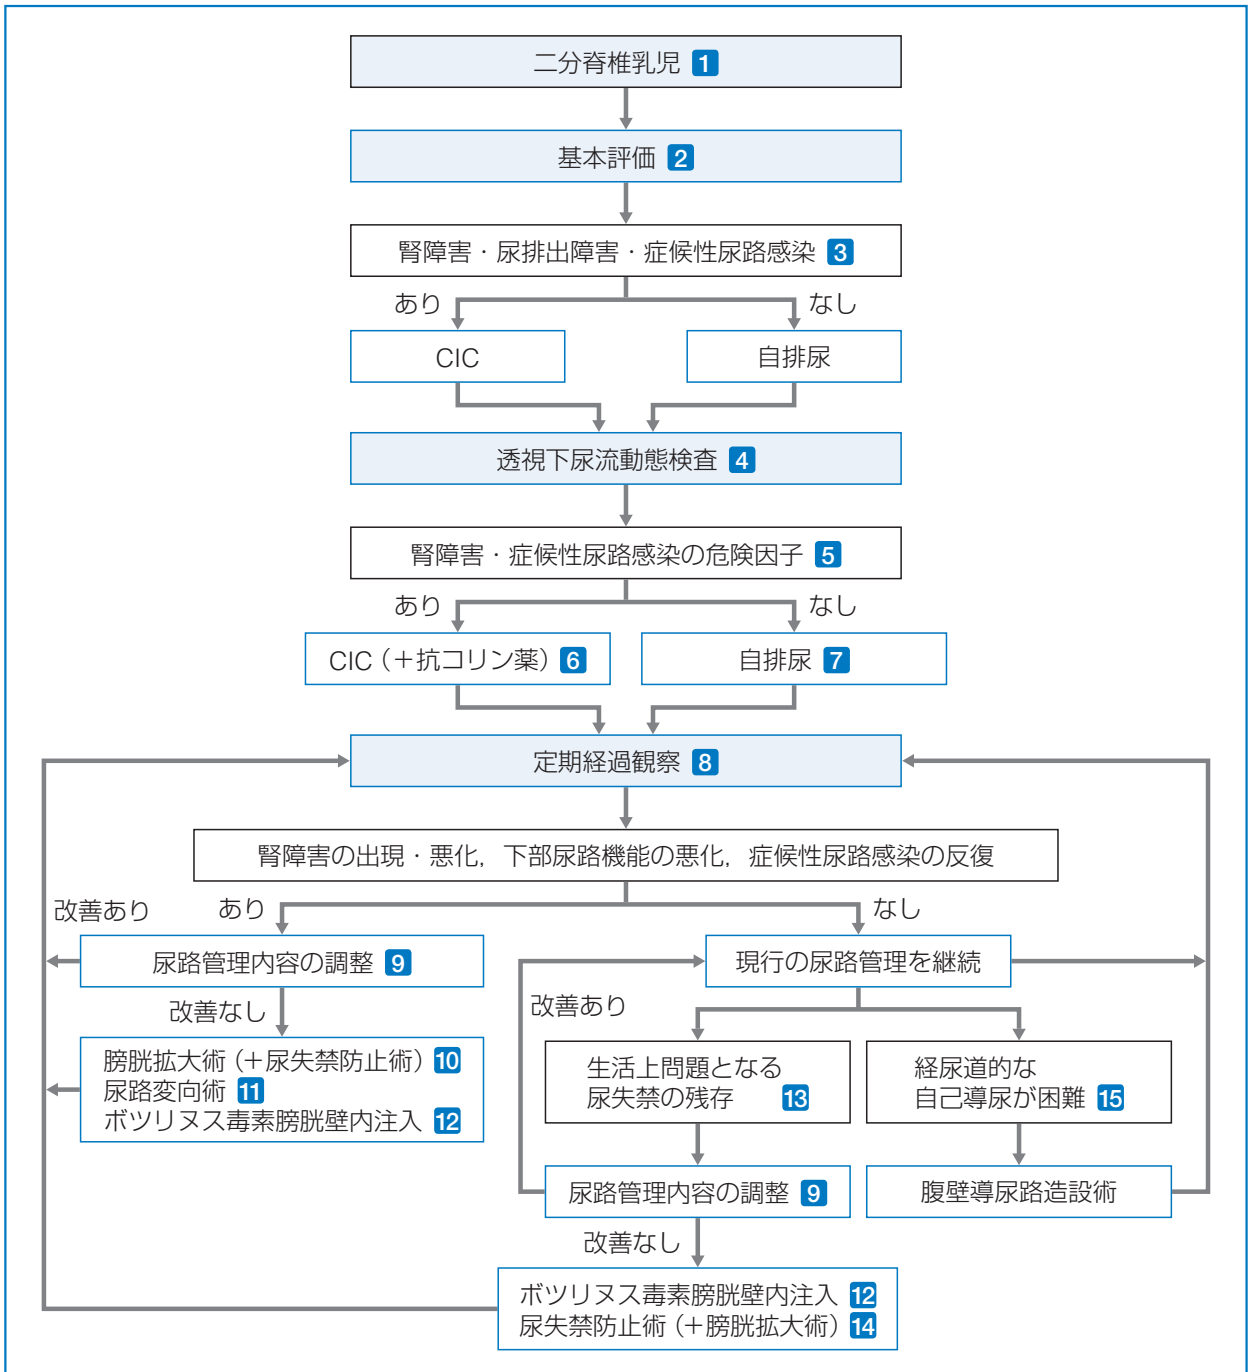 二分脊椎乳児 1
基本評価 2
腎障害・尿排出障害・症候性尿路感染 3
あり
なし
CIC
自排尿
透視下尿流動態検査 4
腎障害・症候性尿路感染の危険因子 5
あり
なし
CIC（＋抗コリン薬） 6
自排尿 7
定期経過観察 8
腎障害の出現・悪化，下部尿路機能の悪化，症候性尿路感染の反復
改善あり
あり
なし
尿路管理内容の調整 9
現行の尿路管理を継続
改善なし
改善あり
膀胱拡大術（＋尿失禁防止術） 10
尿路変向術 11
ボツリヌス毒素膀胱壁内注入 12
生活上問題となる
尿失禁の残存 13
経尿道的な
自己導尿が困難 15
尿路管理内容の調整 9
腹壁導尿路造設術
改善なし
ボツリヌス毒素膀胱壁内注入 12
尿失禁防止術（＋膀胱拡大術） 14